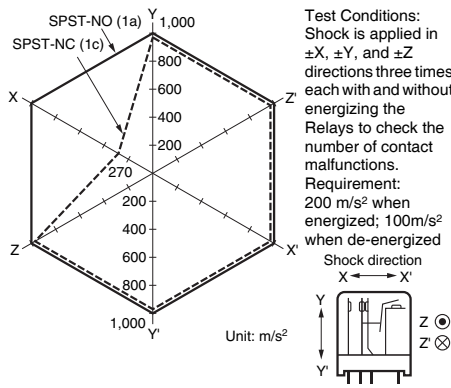 SPST-NO (1a)
SPST-NC (1c)
Y
1,000
800
600
400
200
X
Z'
270
200
400
600
800
1,000
Z
X'
Y'
Unit: m/s²
Test Conditions:
Shock is applied in
±X, ±Y, and ±Z
directions three times
each with and without
energizing the
Relays to check the
number of contact
malfunctions.
Requirement:
200 m/s² when
energized; 100m/s²
when de-energized
Shock direction
X X'
Y
Y'
Z
Z'